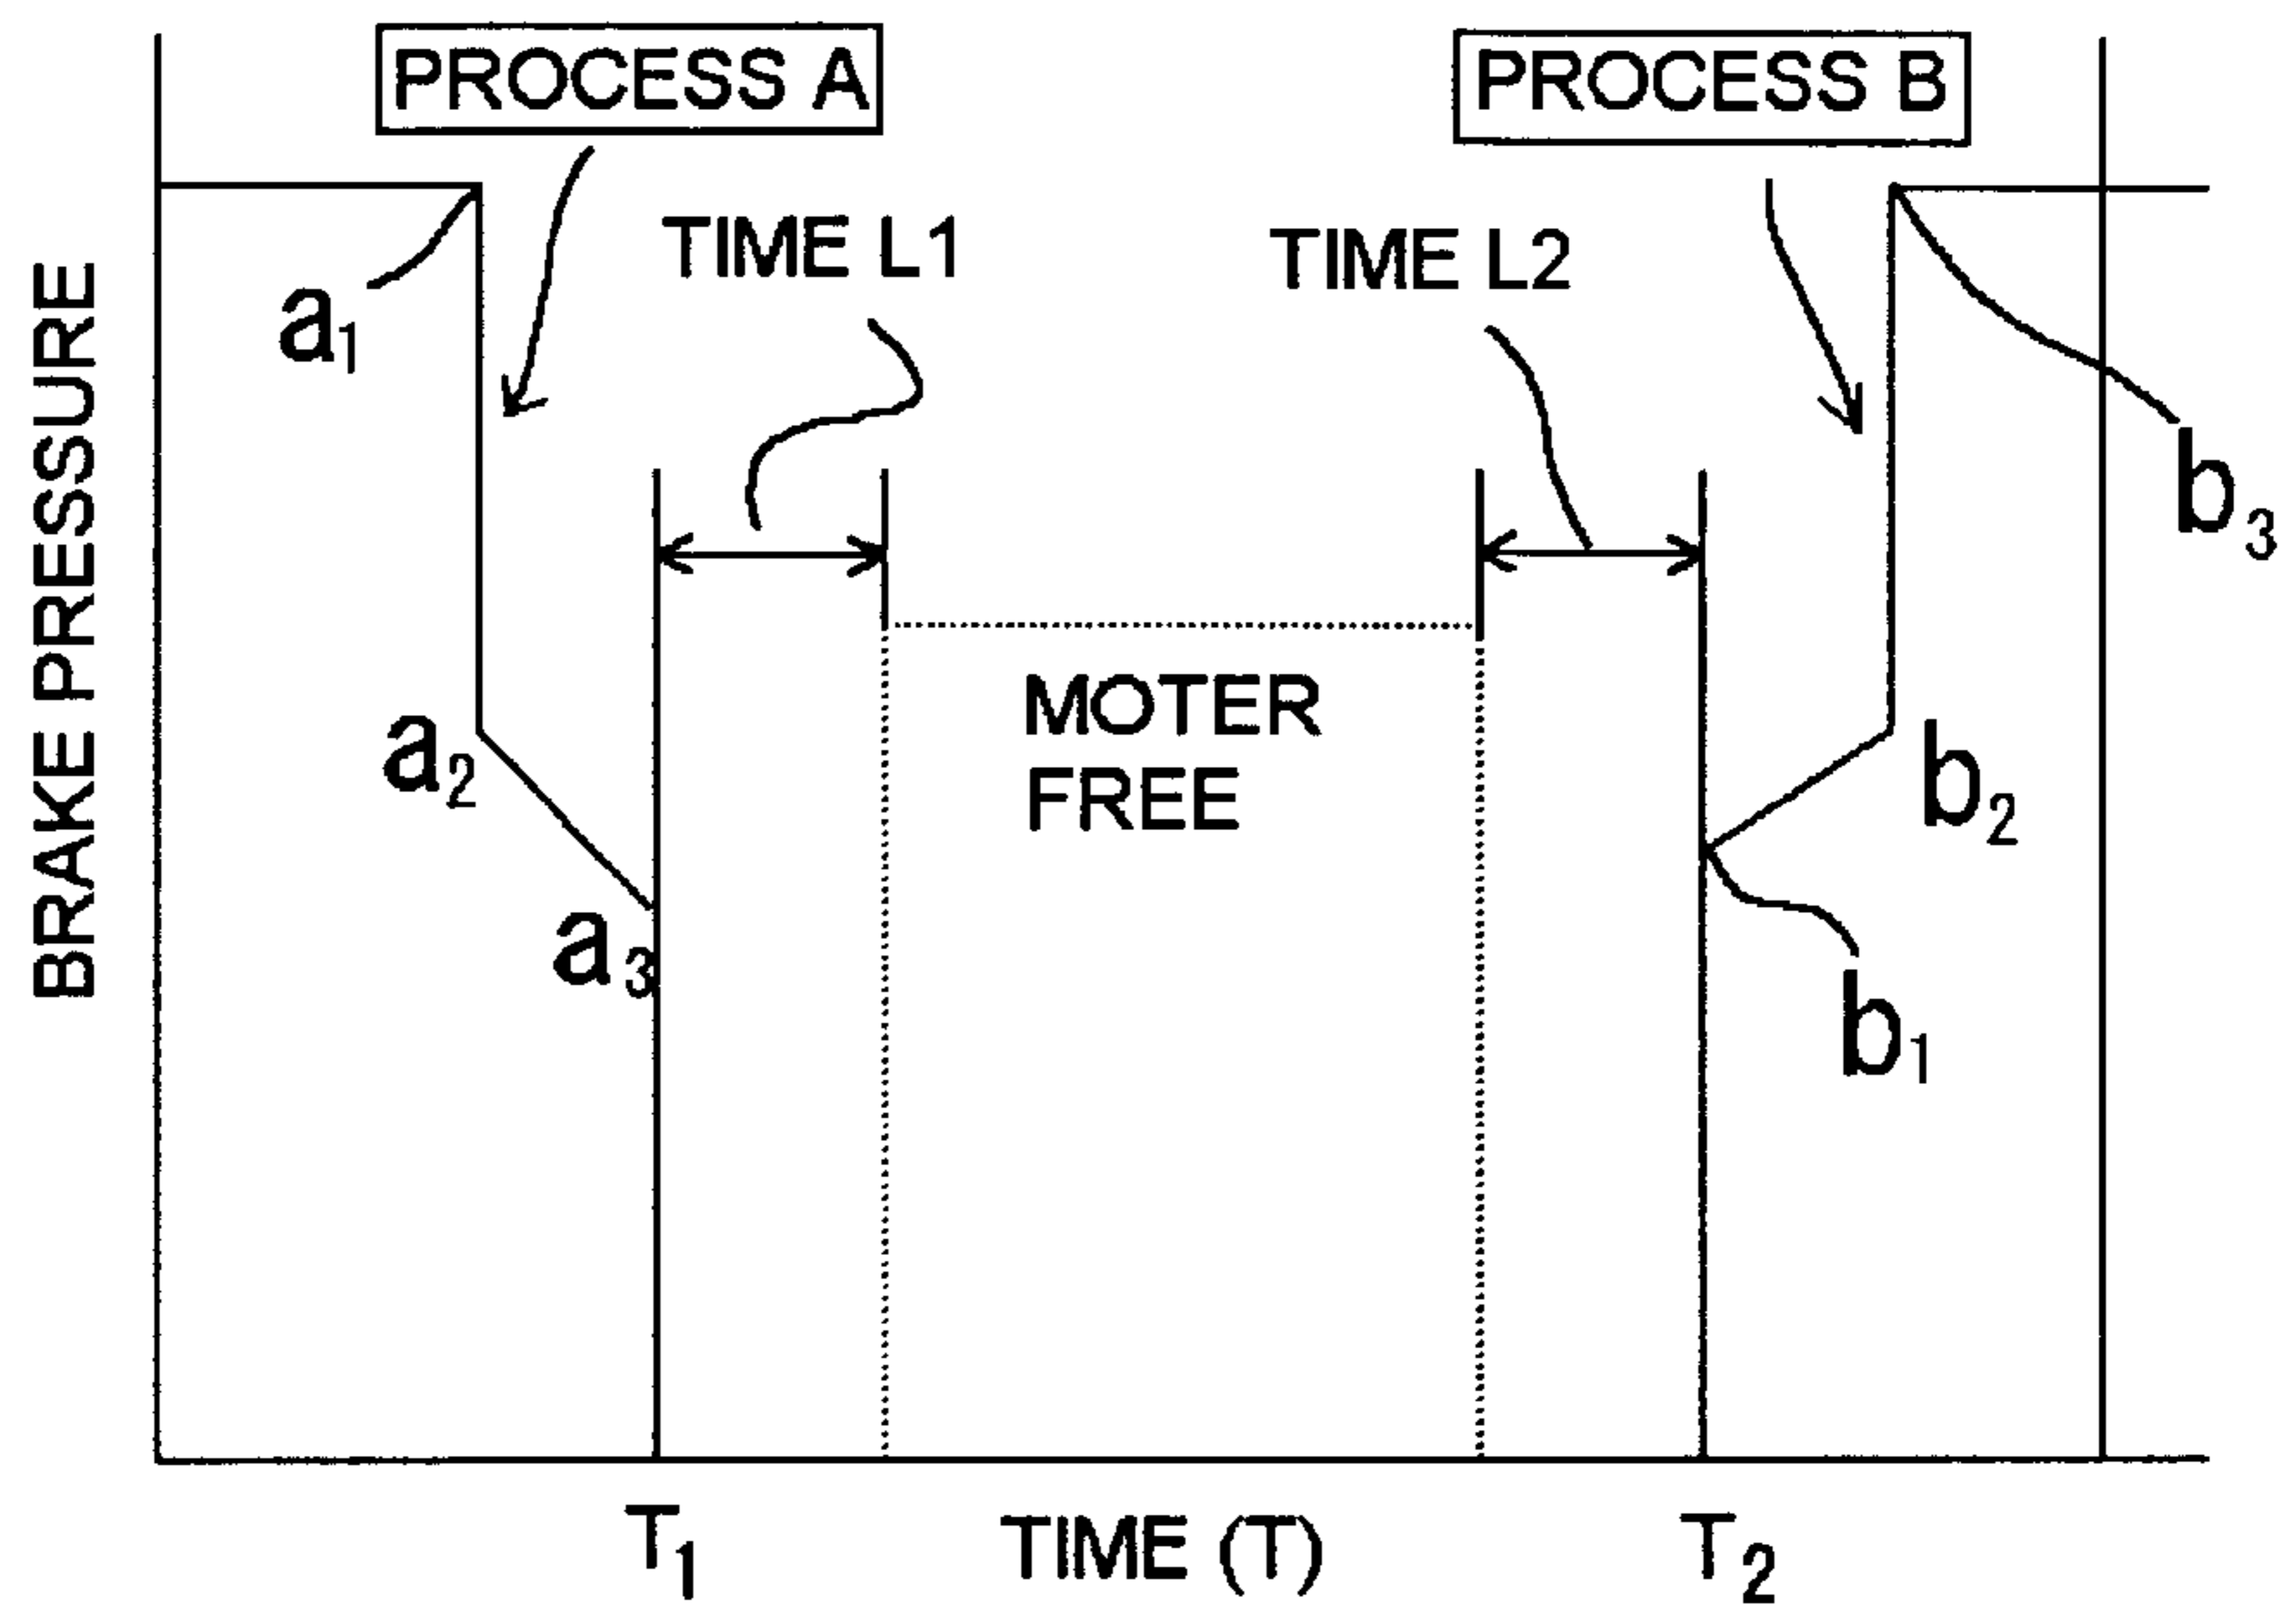 PROCESS A
PROCESS B
TIME L1
TIME L2
a1
b3
BRAKE PRESSURE
MOTER
FREE
a2
b2
a3
b1
T1
TIME (T)
T2